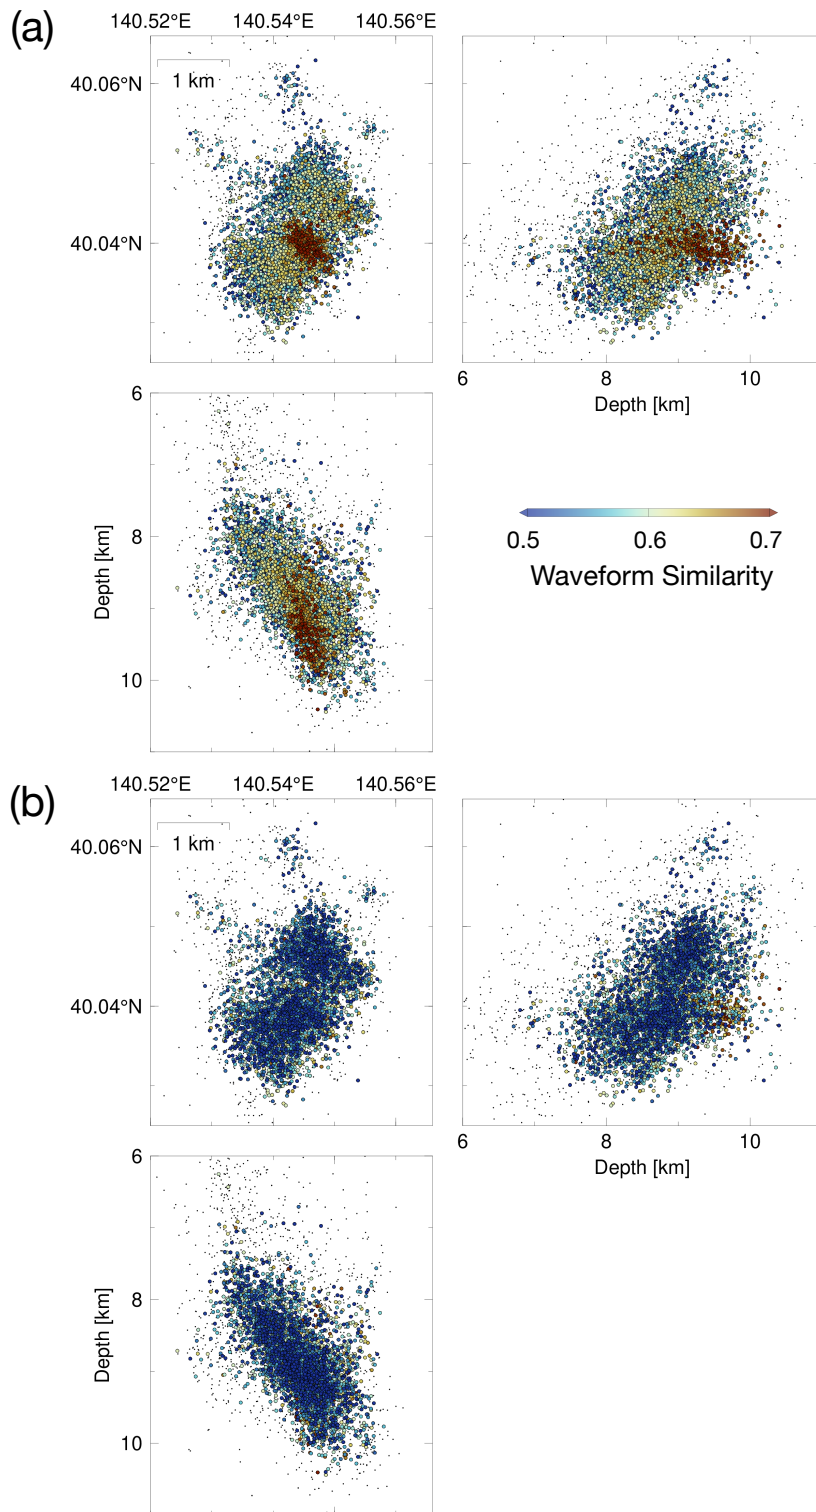 (a)
140.52°E 140.54°E 140.56°E
40.06°N
1 km
40.04°N
6 8 10
Depth [km]
6
8
10
Depth [km]
0.5 0.6 0.7
Waveform Similarity
(b)
140.52°E 140.54°E 140.56°E
40.06°N
1 km
40.04°N
6 8 10
Depth [km]
6
8
10
Depth [km]